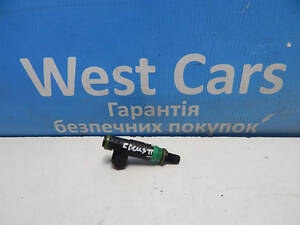 West Cars
Гарантія
безпечних покупок